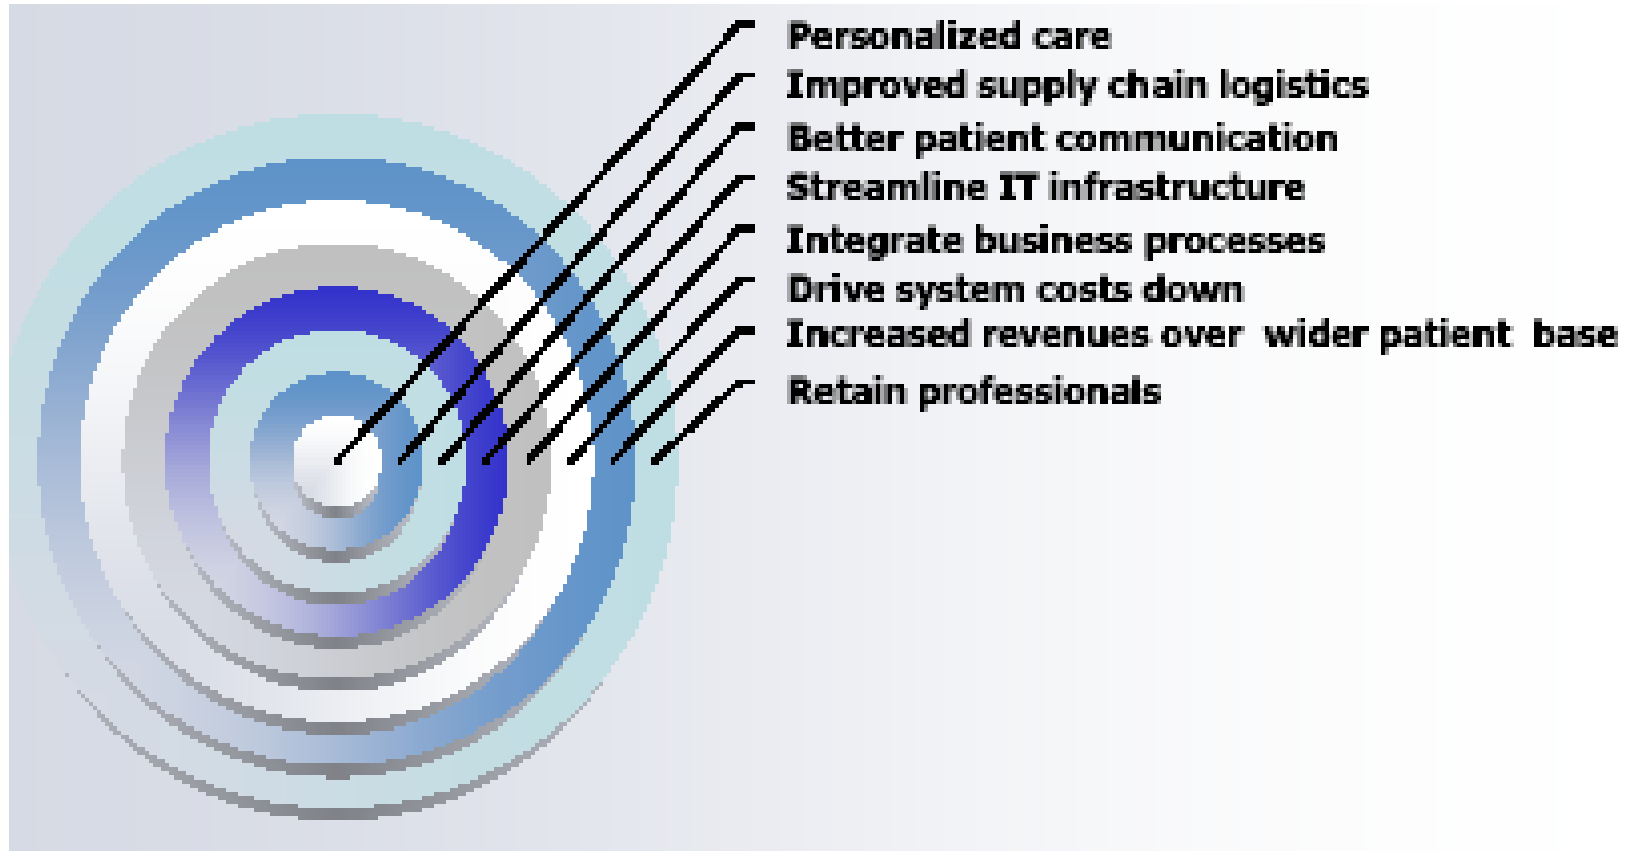 Personalized care
Improved supply chain logistics
Better patient communication
Streamline IT infrastructure
Integrate business processes
Drive system costs down
Increased revenues over wider patient base
Retain professionals